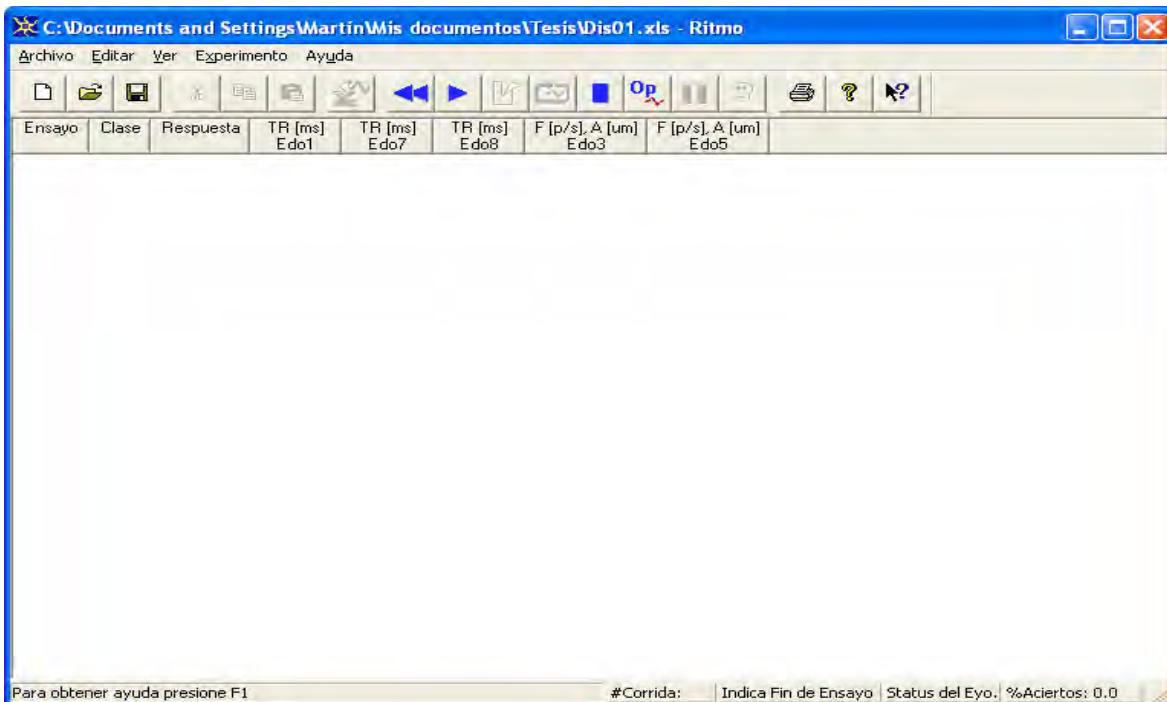 C:\Documents and Settings\Martín\Mis documentos\Tesis\Dis01.xls - Ritmo
Archivo Editar Ver Experimento Ayuda
Op
Ensayo Clase Respuesta TR [ms] TR [ms] TR [ms] F [p/s], A [um] F [p/s], A [um]
Edo1 Edo7 Edo8 Edo3 Edo5
Para obtener ayuda presione F1 #Corrida: Indica Fin de Ensayo Status del Eyo. %Aciertos: 0.0